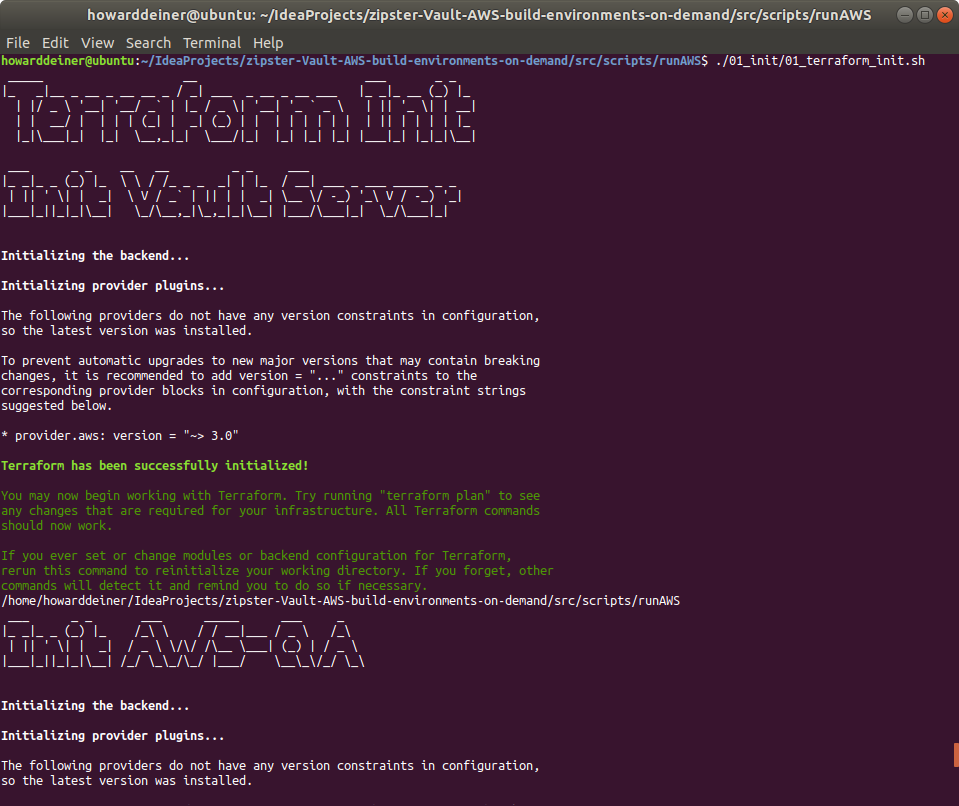 howarddeiner@ubuntu: ~/IdeaProjects/zipster-Vault-AWS-build-environments-on-demand/src/scripts/runAWS
File Edit View Search Terminal Help
howarddeiner@ubuntu:~/IdeaProjects/zipster-Vault-AWS-build-environments-on-demand/src/scripts/runAWS$ ./01_init/01_terraform_init.sh
Terraform Init
Init Vault Server
Initializing the backend...
Initializing provider plugins...
The following providers do not have any version constraints in configuration,
so the latest version was installed.
To prevent automatic upgrades to new major versions that may contain breaking
changes, it is recommended to add version = "..." constraints to the
corresponding provider blocks in configuration, with the constraint strings
suggested below.
* provider.aws: version = "~> 3.0"
Terraform has been successfully initialized!
You may now begin working with Terraform. Try running "terraform plan" to see
any changes that are required for your infrastructure. All Terraform commands
should now work.
If you ever set or change modules or backend configuration for Terraform,
rerun this command to reinitialize your working directory. If you forget, other
commands will detect it and remind you to do so if necessary.
/home/howarddeiner/IdeaProjects/zipster-Vault-AWS-build-environments-on-demand/src/scripts/runAWS
Init AWS-QA
Initializing the backend...
Initializing provider plugins...
The following providers do not have any version constraints in configuration,
so the latest version was installed.